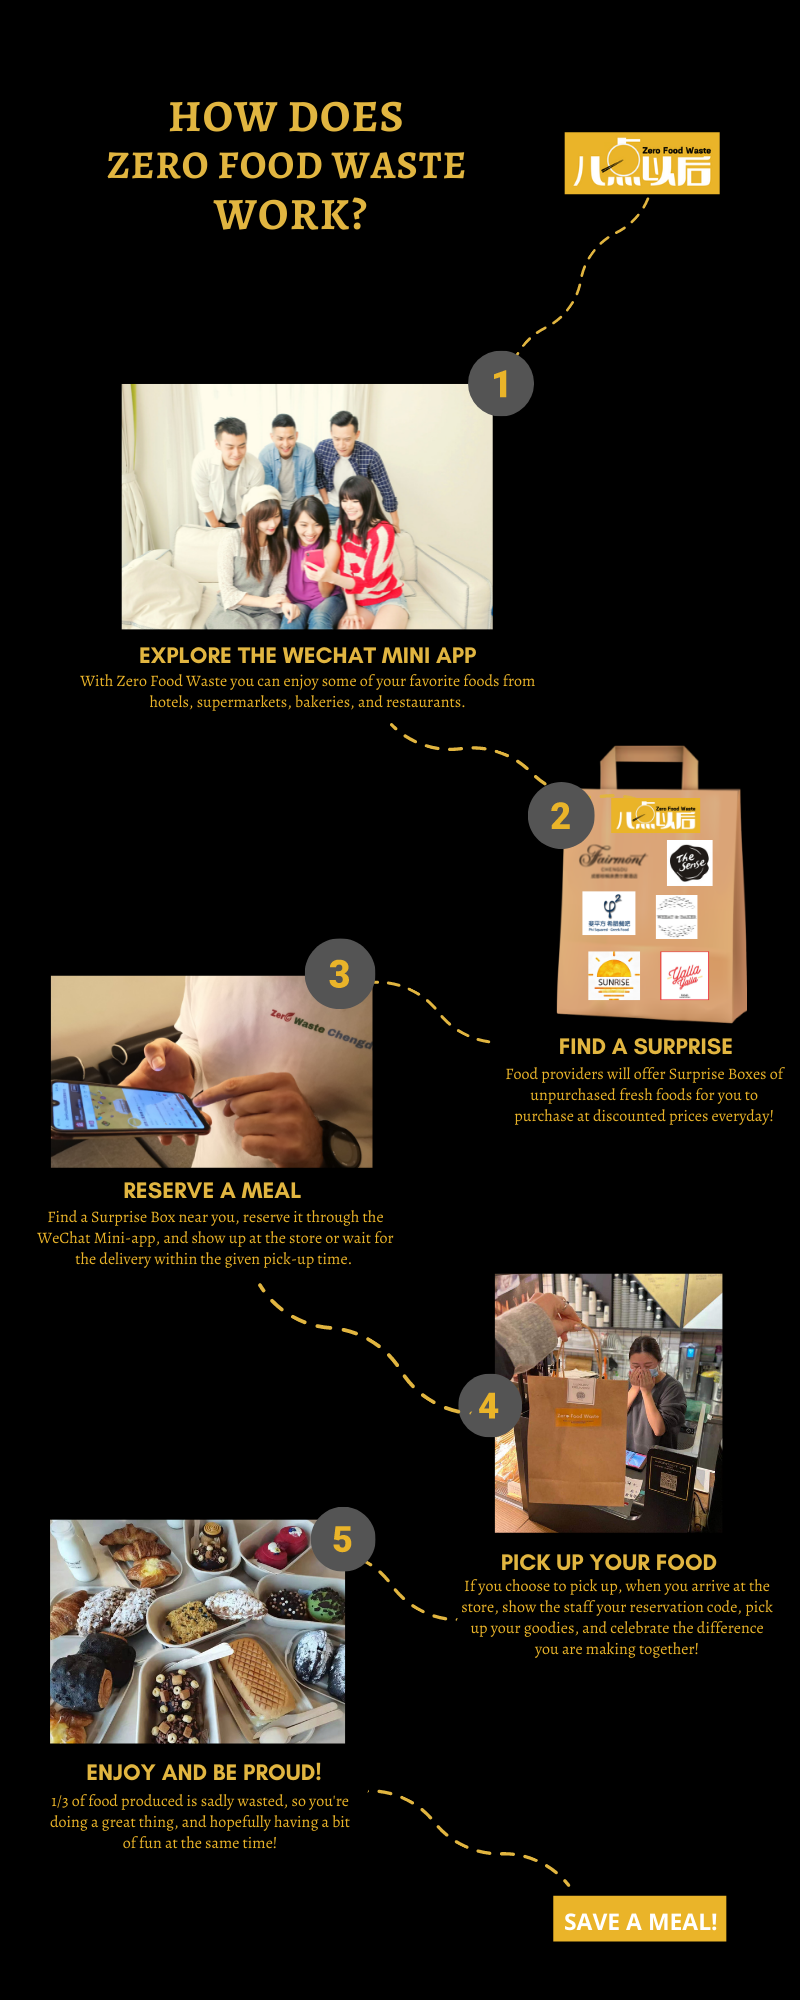 HOW DOES
ZERO FOOD WASTE
WORK?
Zero Food Waste
八点以后
1
EXPLORE THE WECHAT MINI APP
With Zero Food Waste you can enjoy some of your favorite foods from
hotels, supermarkets, bakeries, and restaurants.
2
Zero Food Waste
八点以后
Fairmont
CHENGDU
The
Sense
φ2
Phi Squared Greek Food
WHEAT & BAKER
SUNRISE
Yalla
Yalla
FIND A SURPRISE
Food providers will offer Surprise Boxes of
unpurchased fresh foods for you to
purchase at discounted prices everyday!
3
Zero Waste Chengd
RESERVE A MEAL
Find a Surprise Box near you, reserve it through the
WeChat Mini-app, and show up at the store or wait for
the delivery within the given pick-up time.
4
Zero Food Waste
PICK UP YOUR FOOD
If you choose to pick up, when you arrive at the
store, show the staff your reservation code, pick
up your goodies, and celebrate the difference
you are making together!
5
ENJOY AND BE PROUD!
1/3 of food produced is sadly wasted, so you're
doing a great thing, and hopefully having a bit
of fun at the same time!
SAVE A MEAL!